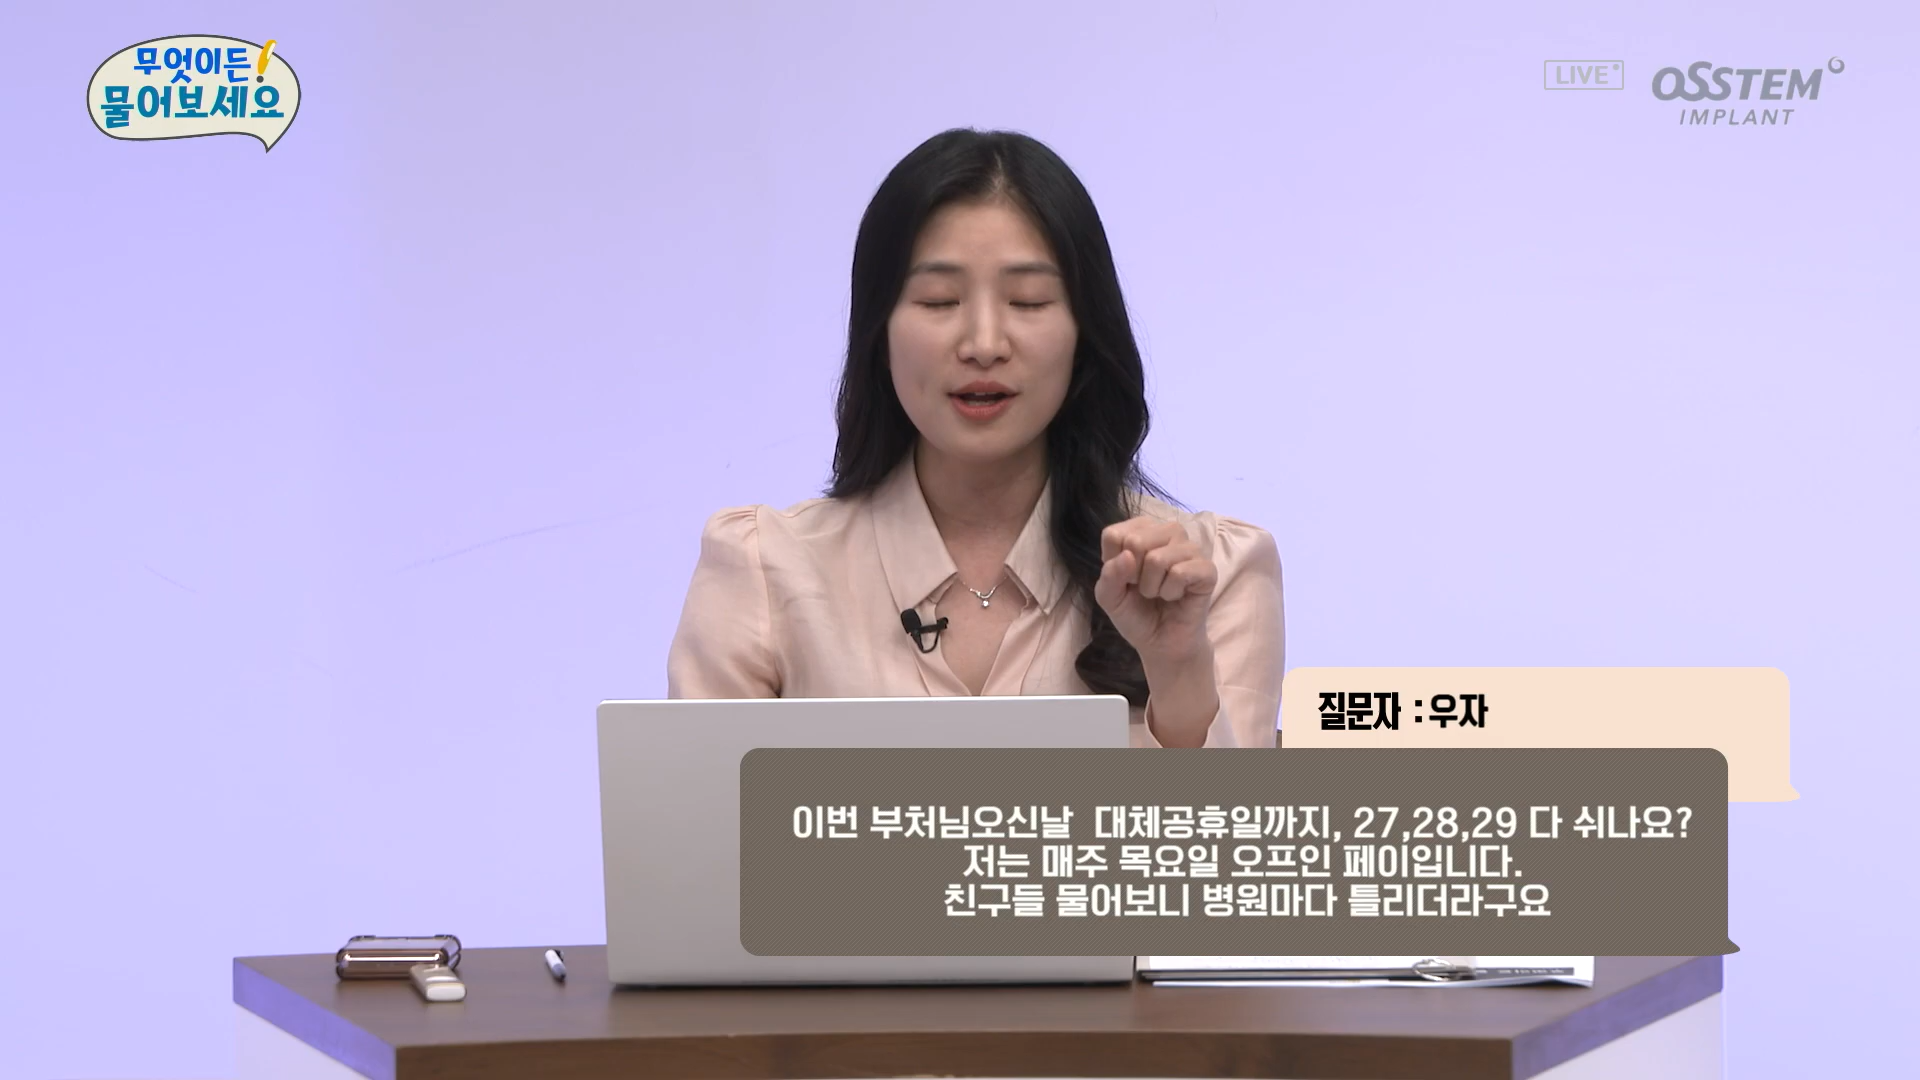 무엇이든!
물어보세요
LIVE
OSSTEM
IMPLANT
질문자 : 우자
이번 부처님오신날 대체공휴일까지, 27,28,29 다 쉬나요?
저는 매주 목요일 오프인 페이입니다.
친구들 물어보니 병원마다 틀리더라구요